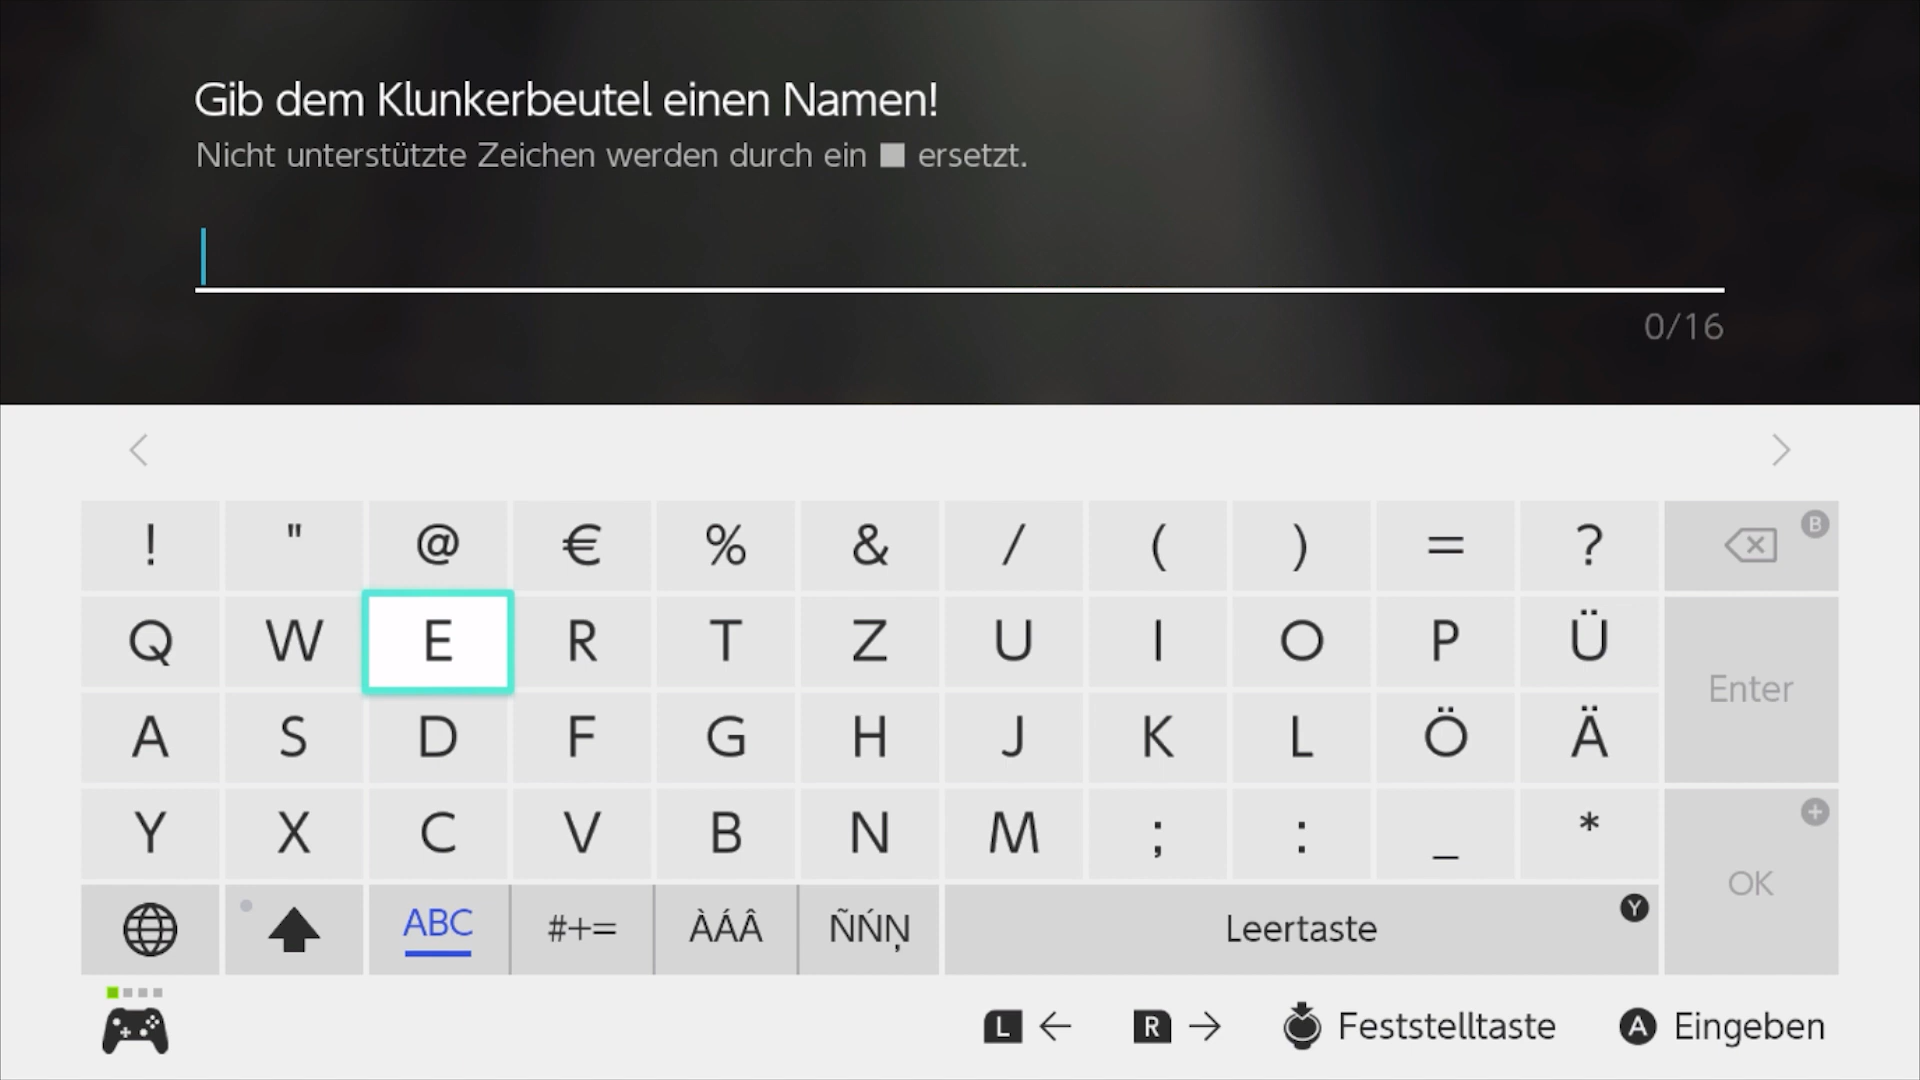 Gib dem Klunkerbeutel einen Namen!
Nicht unterstützte Zeichen werden durch ein ■ ersetzt.
0/16
! " @ € % & / ( ) = ? B
Q W E R T Z U I O P Ü
Enter
A S D F G H J K L Ö Ä
Y X C V B N M ; : _ * +
OK
ABC #+= ÀÁÂ ÑŃŅ Leertaste Y
L ← R → Feststelltaste A Eingeben